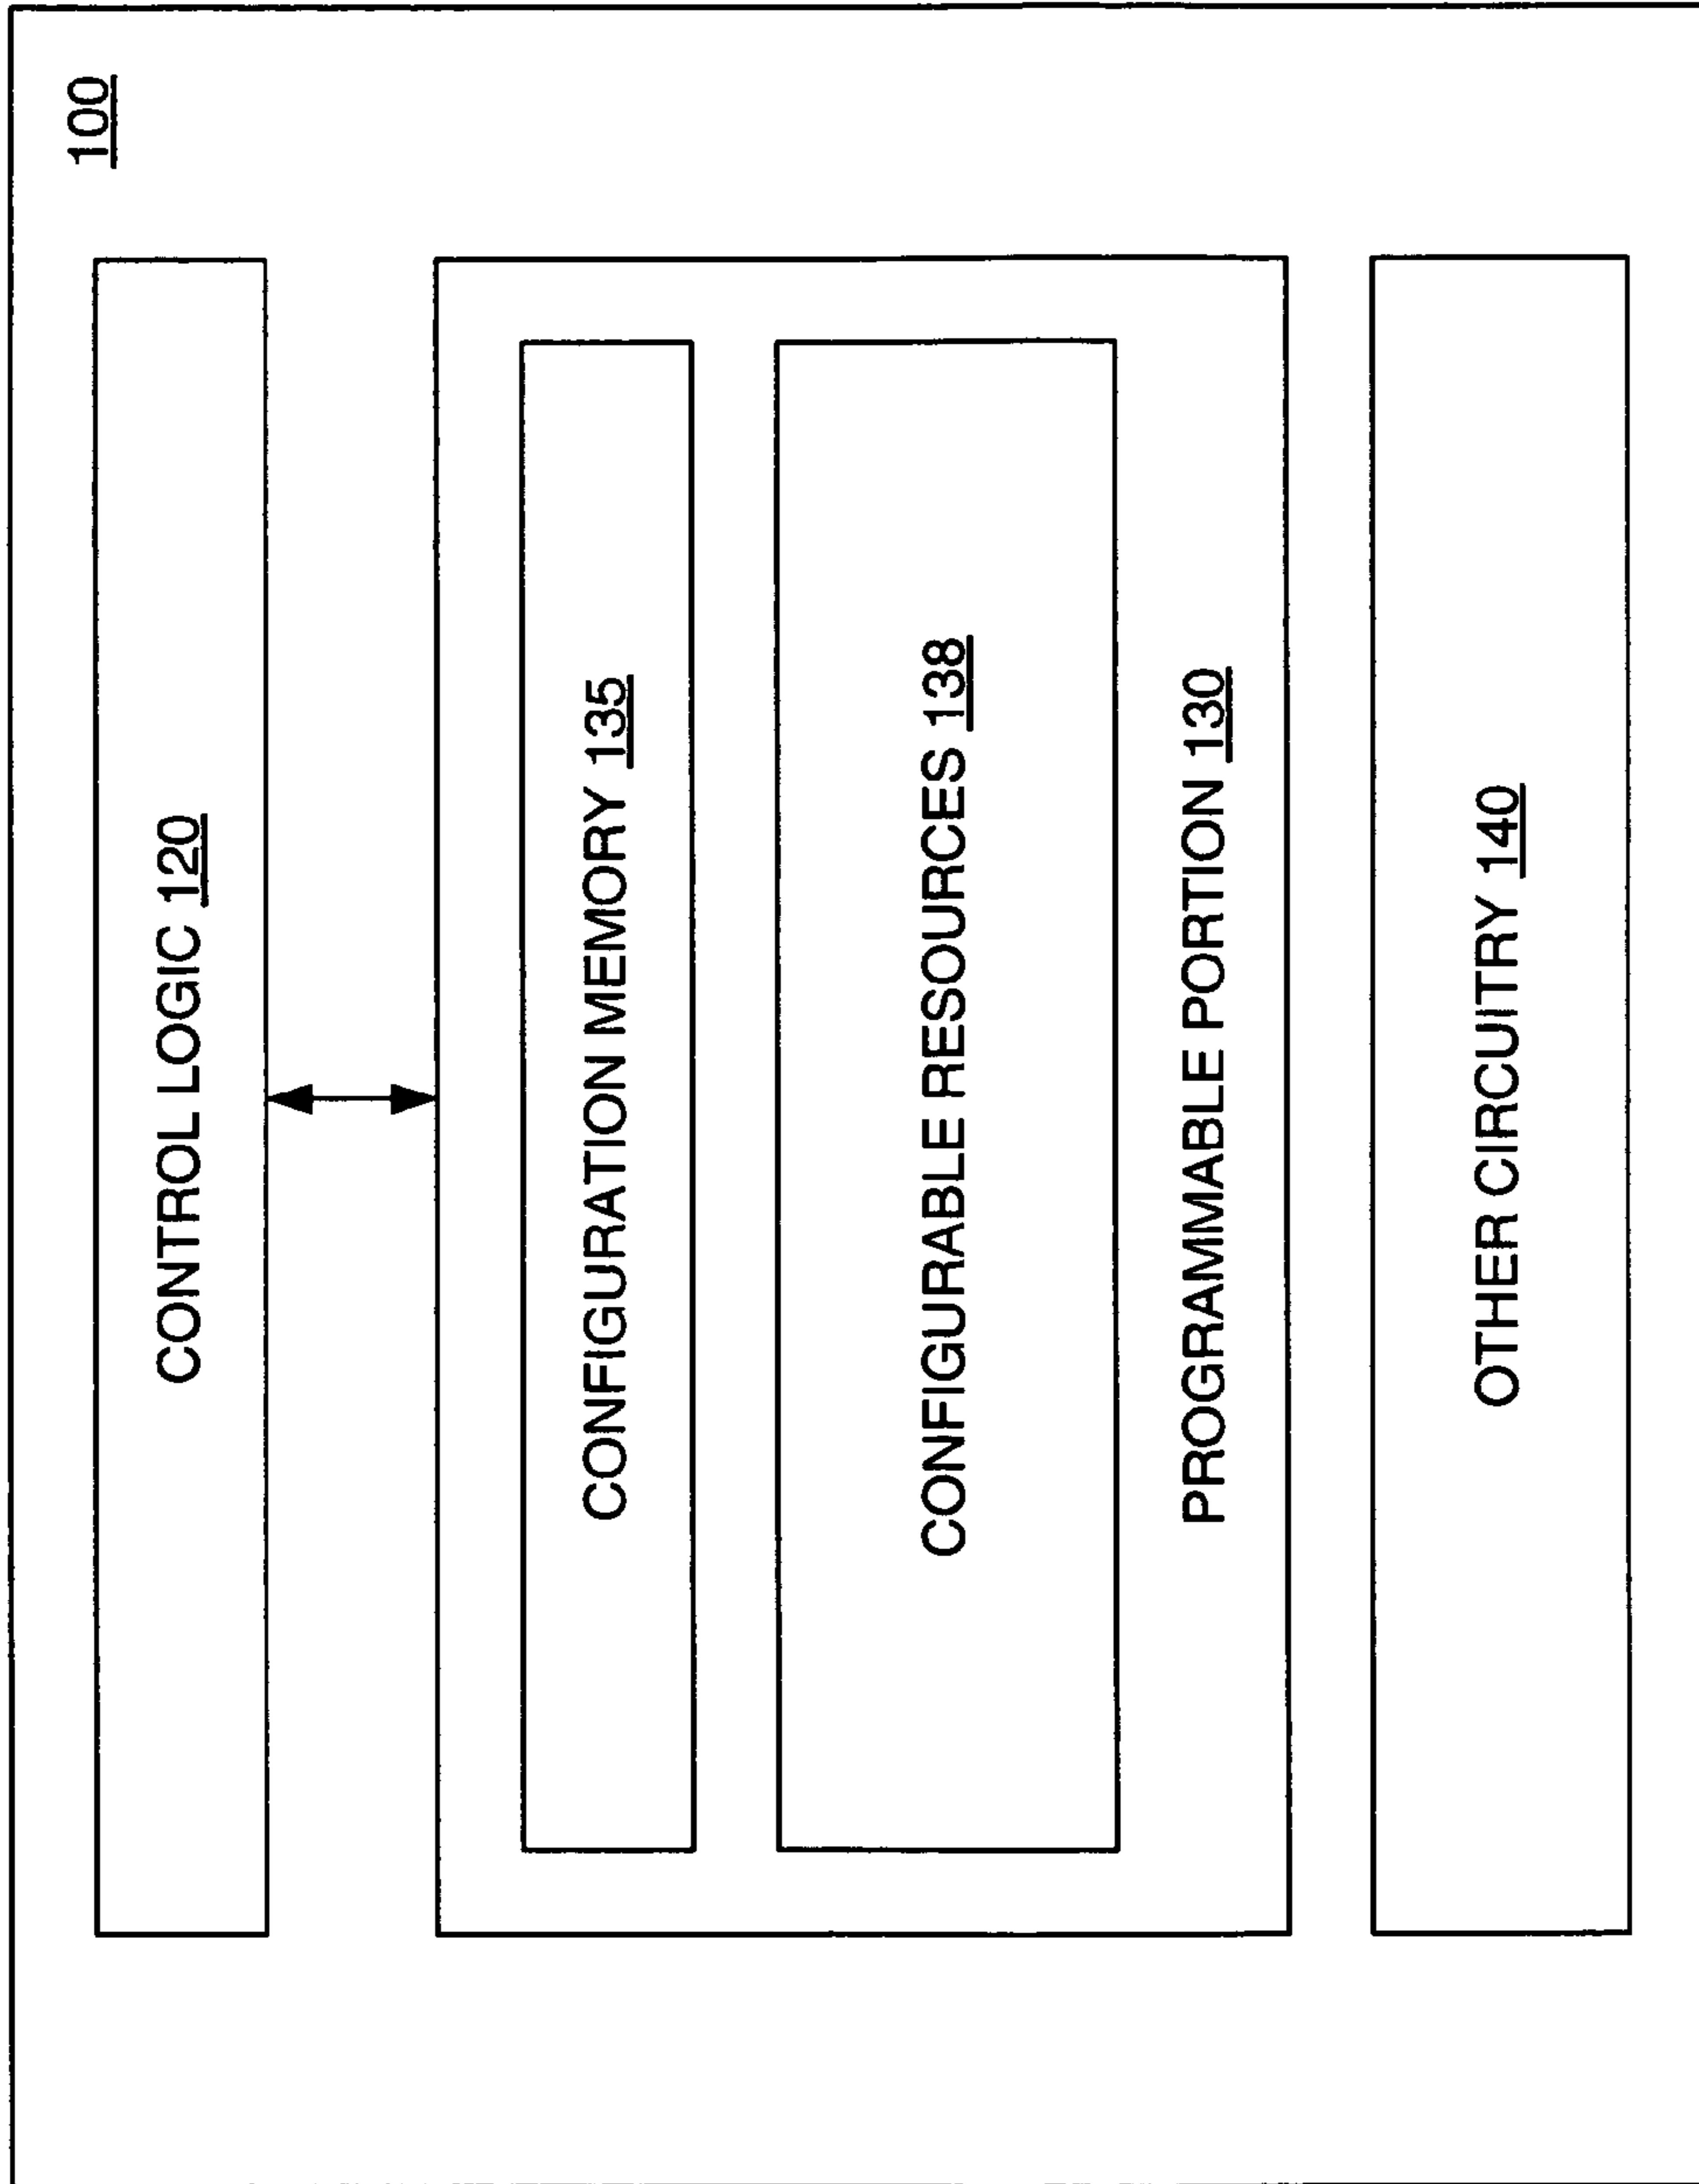 100
CONTROL LOGIC 120
CONFIGURATION MEMORY 135
CONFIGURABLE RESOURCES 138
PROGRAMMABLE PORTION 130
OTHER CIRCUITRY 140